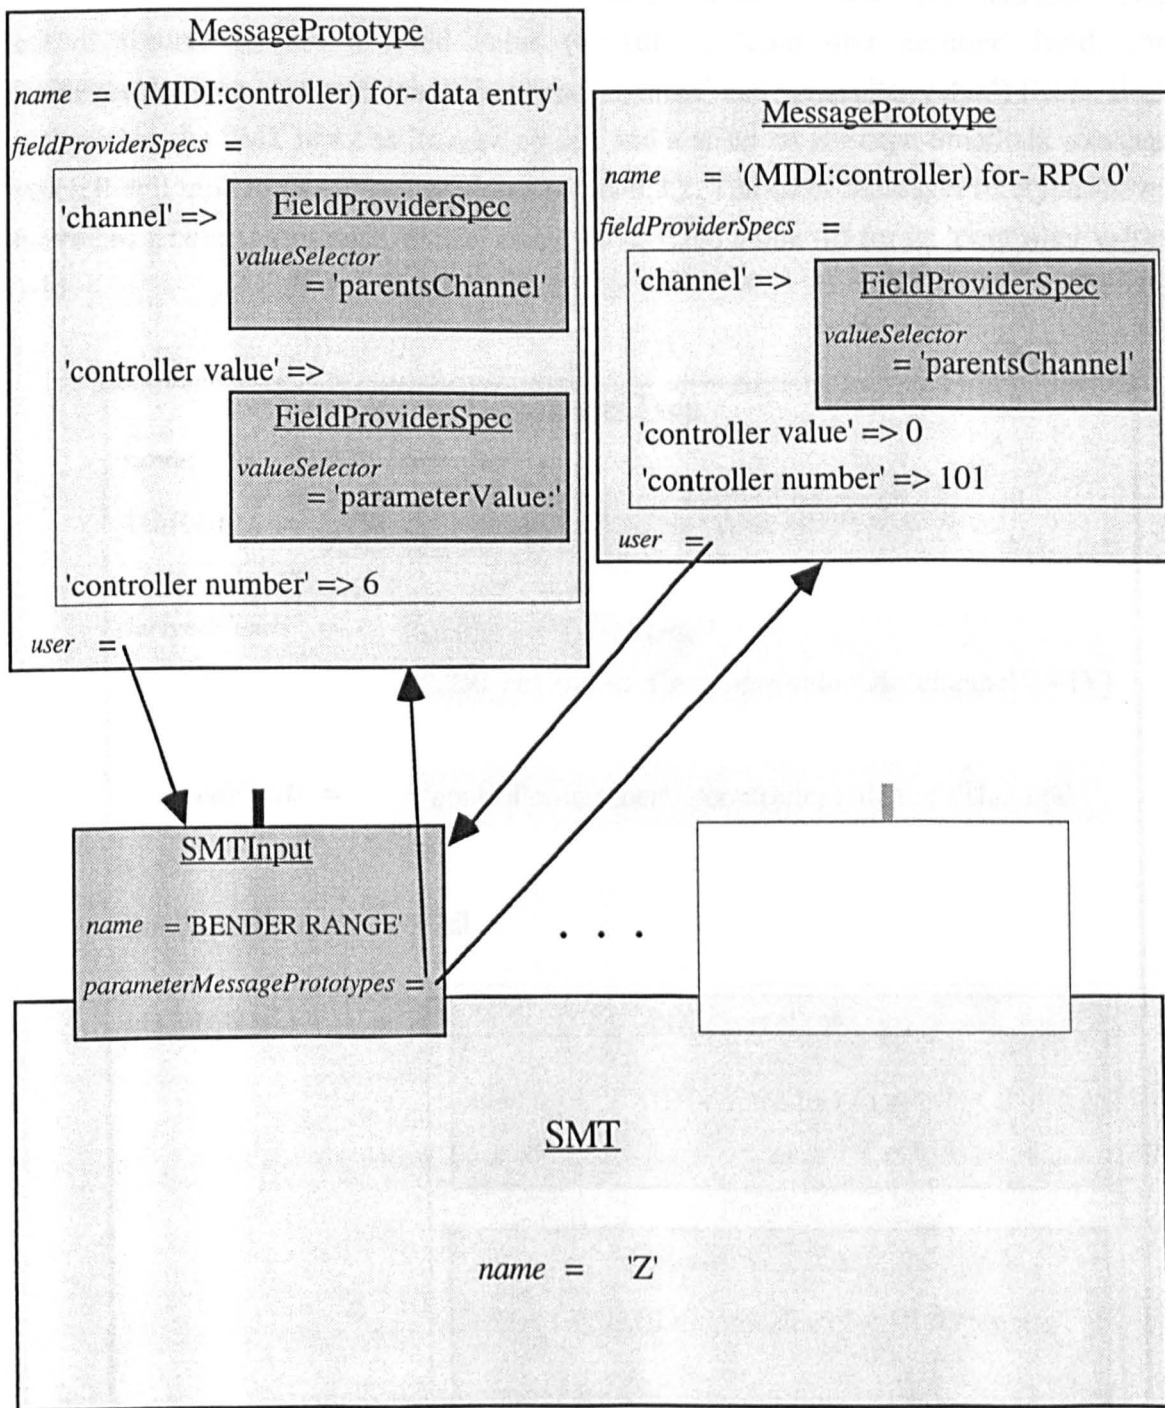 MessagePrototype
name = '(MIDI:controller) for- data entry'
fieldProviderSpecs =
'channel' =>
FieldProviderSpec
valueSelector
= 'parentsChannel'
'controller value' =>
FieldProviderSpec
valueSelector
= 'parameterValue:'
'controller number' => 6
user =
MessagePrototype
name = '(MIDI:controller) for- RPC 0'
fieldProviderSpecs =
'channel' =>
FieldProviderSpec
valueSelector
= 'parentsChannel'
'controller value' => 0
'controller number' => 101
user =
SMTInput
name = 'BENDER RANGE'
parameterMessagePrototypes =
. . .
SMT
name = 'Z'